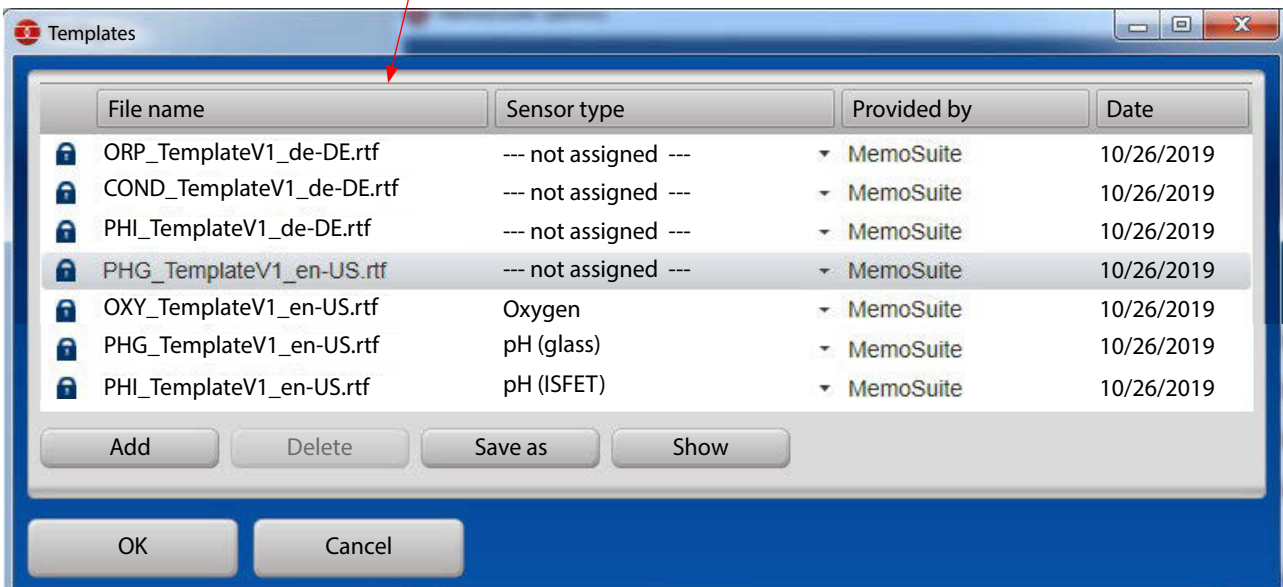 Templates
File name Sensor type Provided by Date
ORP_TemplateV1_de-DE.rtf --- not assigned --- MemoSuite 10/26/2019
COND_TemplateV1_de-DE.rtf --- not assigned --- MemoSuite 10/26/2019
PHI_TemplateV1_de-DE.rtf --- not assigned --- MemoSuite 10/26/2019
PHG_TemplateV1_en-US.rtf --- not assigned --- MemoSuite 10/26/2019
OXY_TemplateV1_en-US.rtf Oxygen MemoSuite 10/26/2019
PHG_TemplateV1_en-US.rtf pH (glass) MemoSuite 10/26/2019
PHI_TemplateV1_en-US.rtf pH (ISFET) MemoSuite 10/26/2019
Add Delete Save as Show
OK Cancel